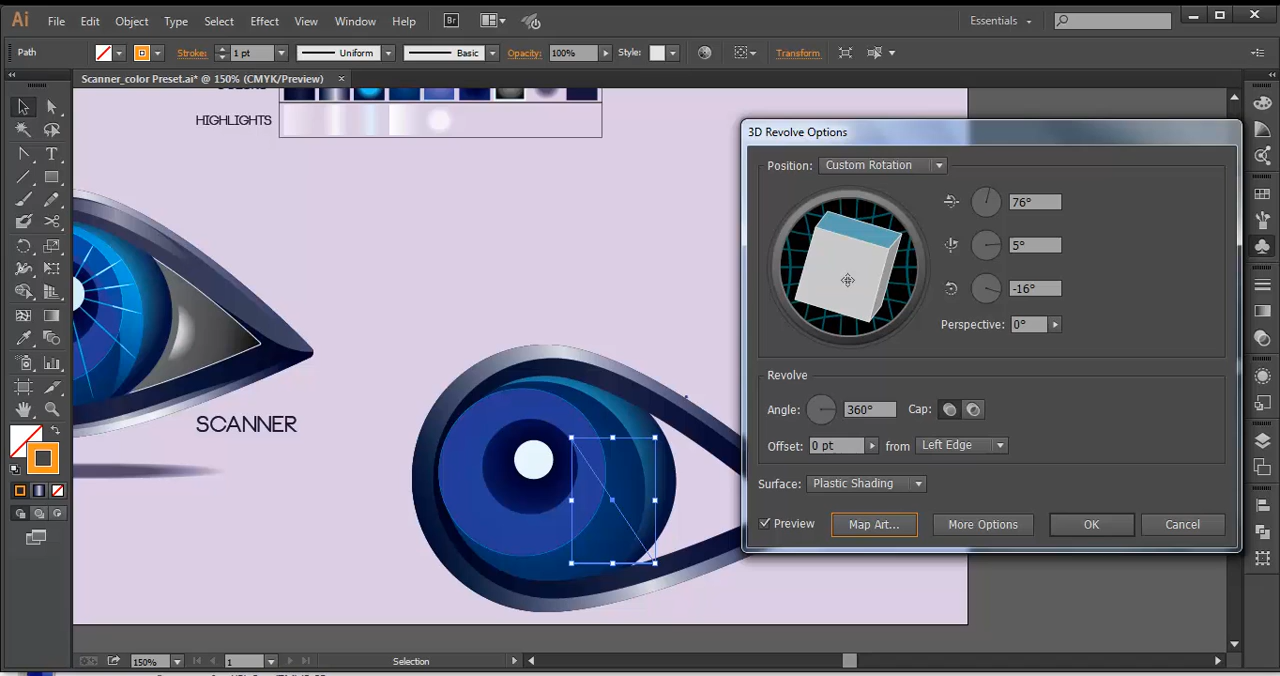 Ai File Edit Object Type Select Effect View Window Help Br Essentials
Path Stroke: 1 pt Uniform Basic Opacity: 100% Style: Transform
Scanner_color Preset.ai* @ 150% (CMYK/Preview)
HIGHLIGHTS
SCANNER
3D Revolve Options
Position: Custom Rotation
76°
5°
-16°
Perspective: 0°
Revolve
Angle: 360° Cap:
Offset: 0 pt from Left Edge
Surface: Plastic Shading
Preview Map Art... More Options OK Cancel
150% 1 Selection